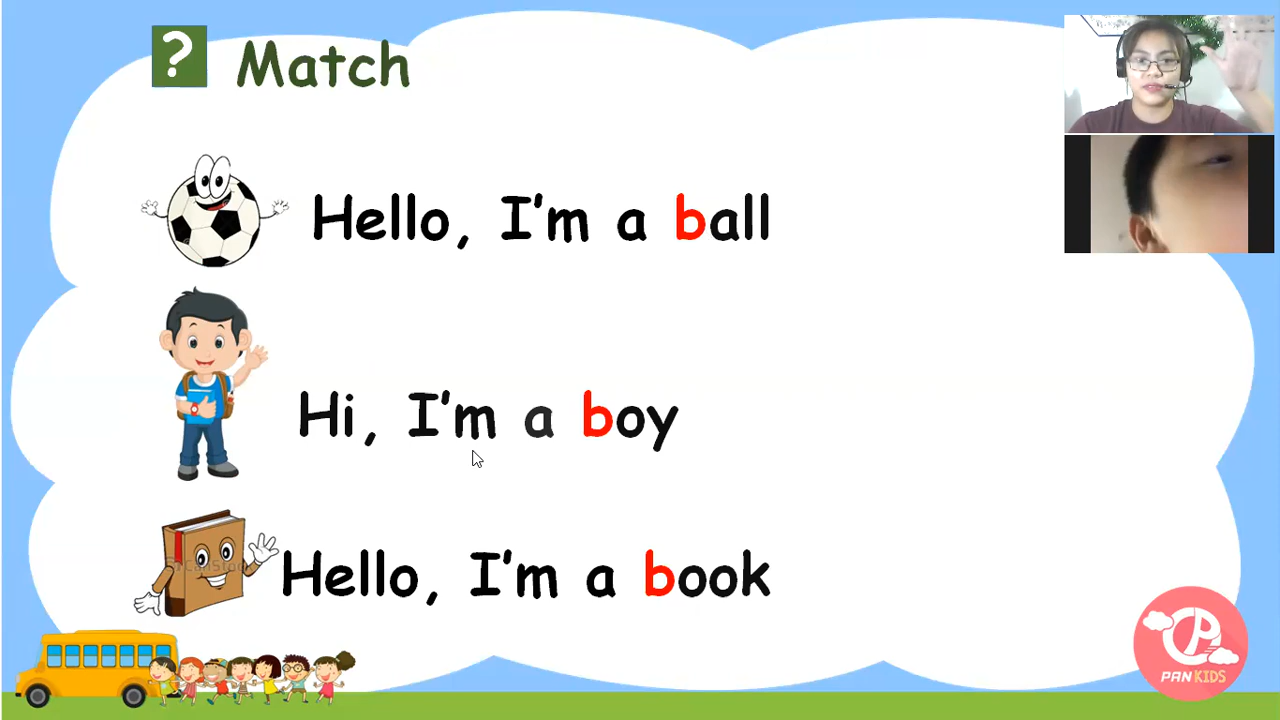 ? Match
Hello, I'm a ball
Hi, I'm a boy
Hello, I'm a book
PAN KIDS